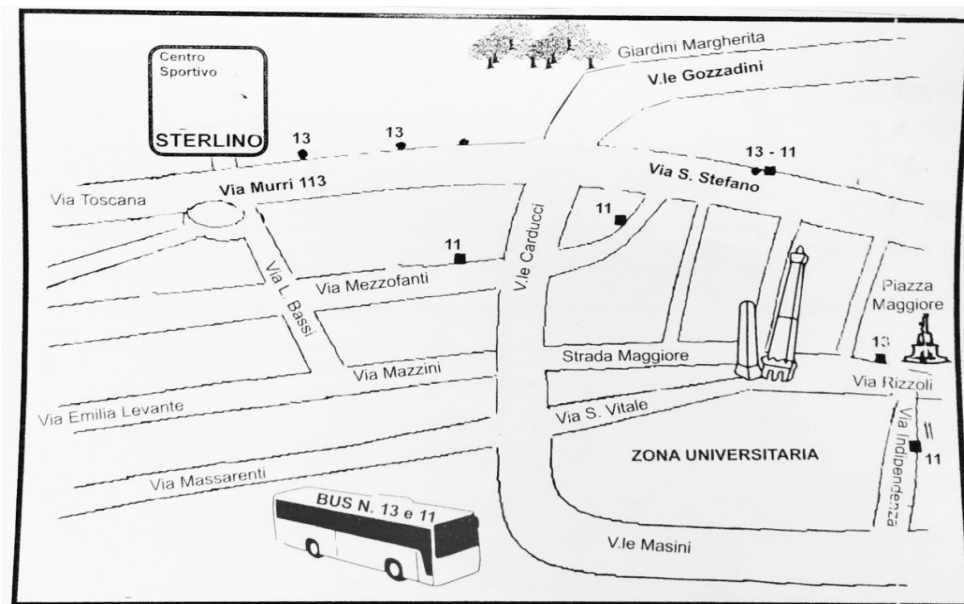 Centro
Sportivo
STERLINO
Giardini Margherita
V.le Gozzadini
13
13
13 - 11
Via Toscana
Via Murri 113
Via S. Stefano
11
11
V.le Carducci
Via L. Bassi
Via Mezzofanti
Piazza
Maggiore
13
Strada Maggiore
Via Mazzini
Via Rizzoli
Via Emilia Levante
Via S. Vitale
Via Indipendenza
11
ZONA UNIVERSITARIA
Via Massarenti
BUS N. 13 e 11
V.le Masini